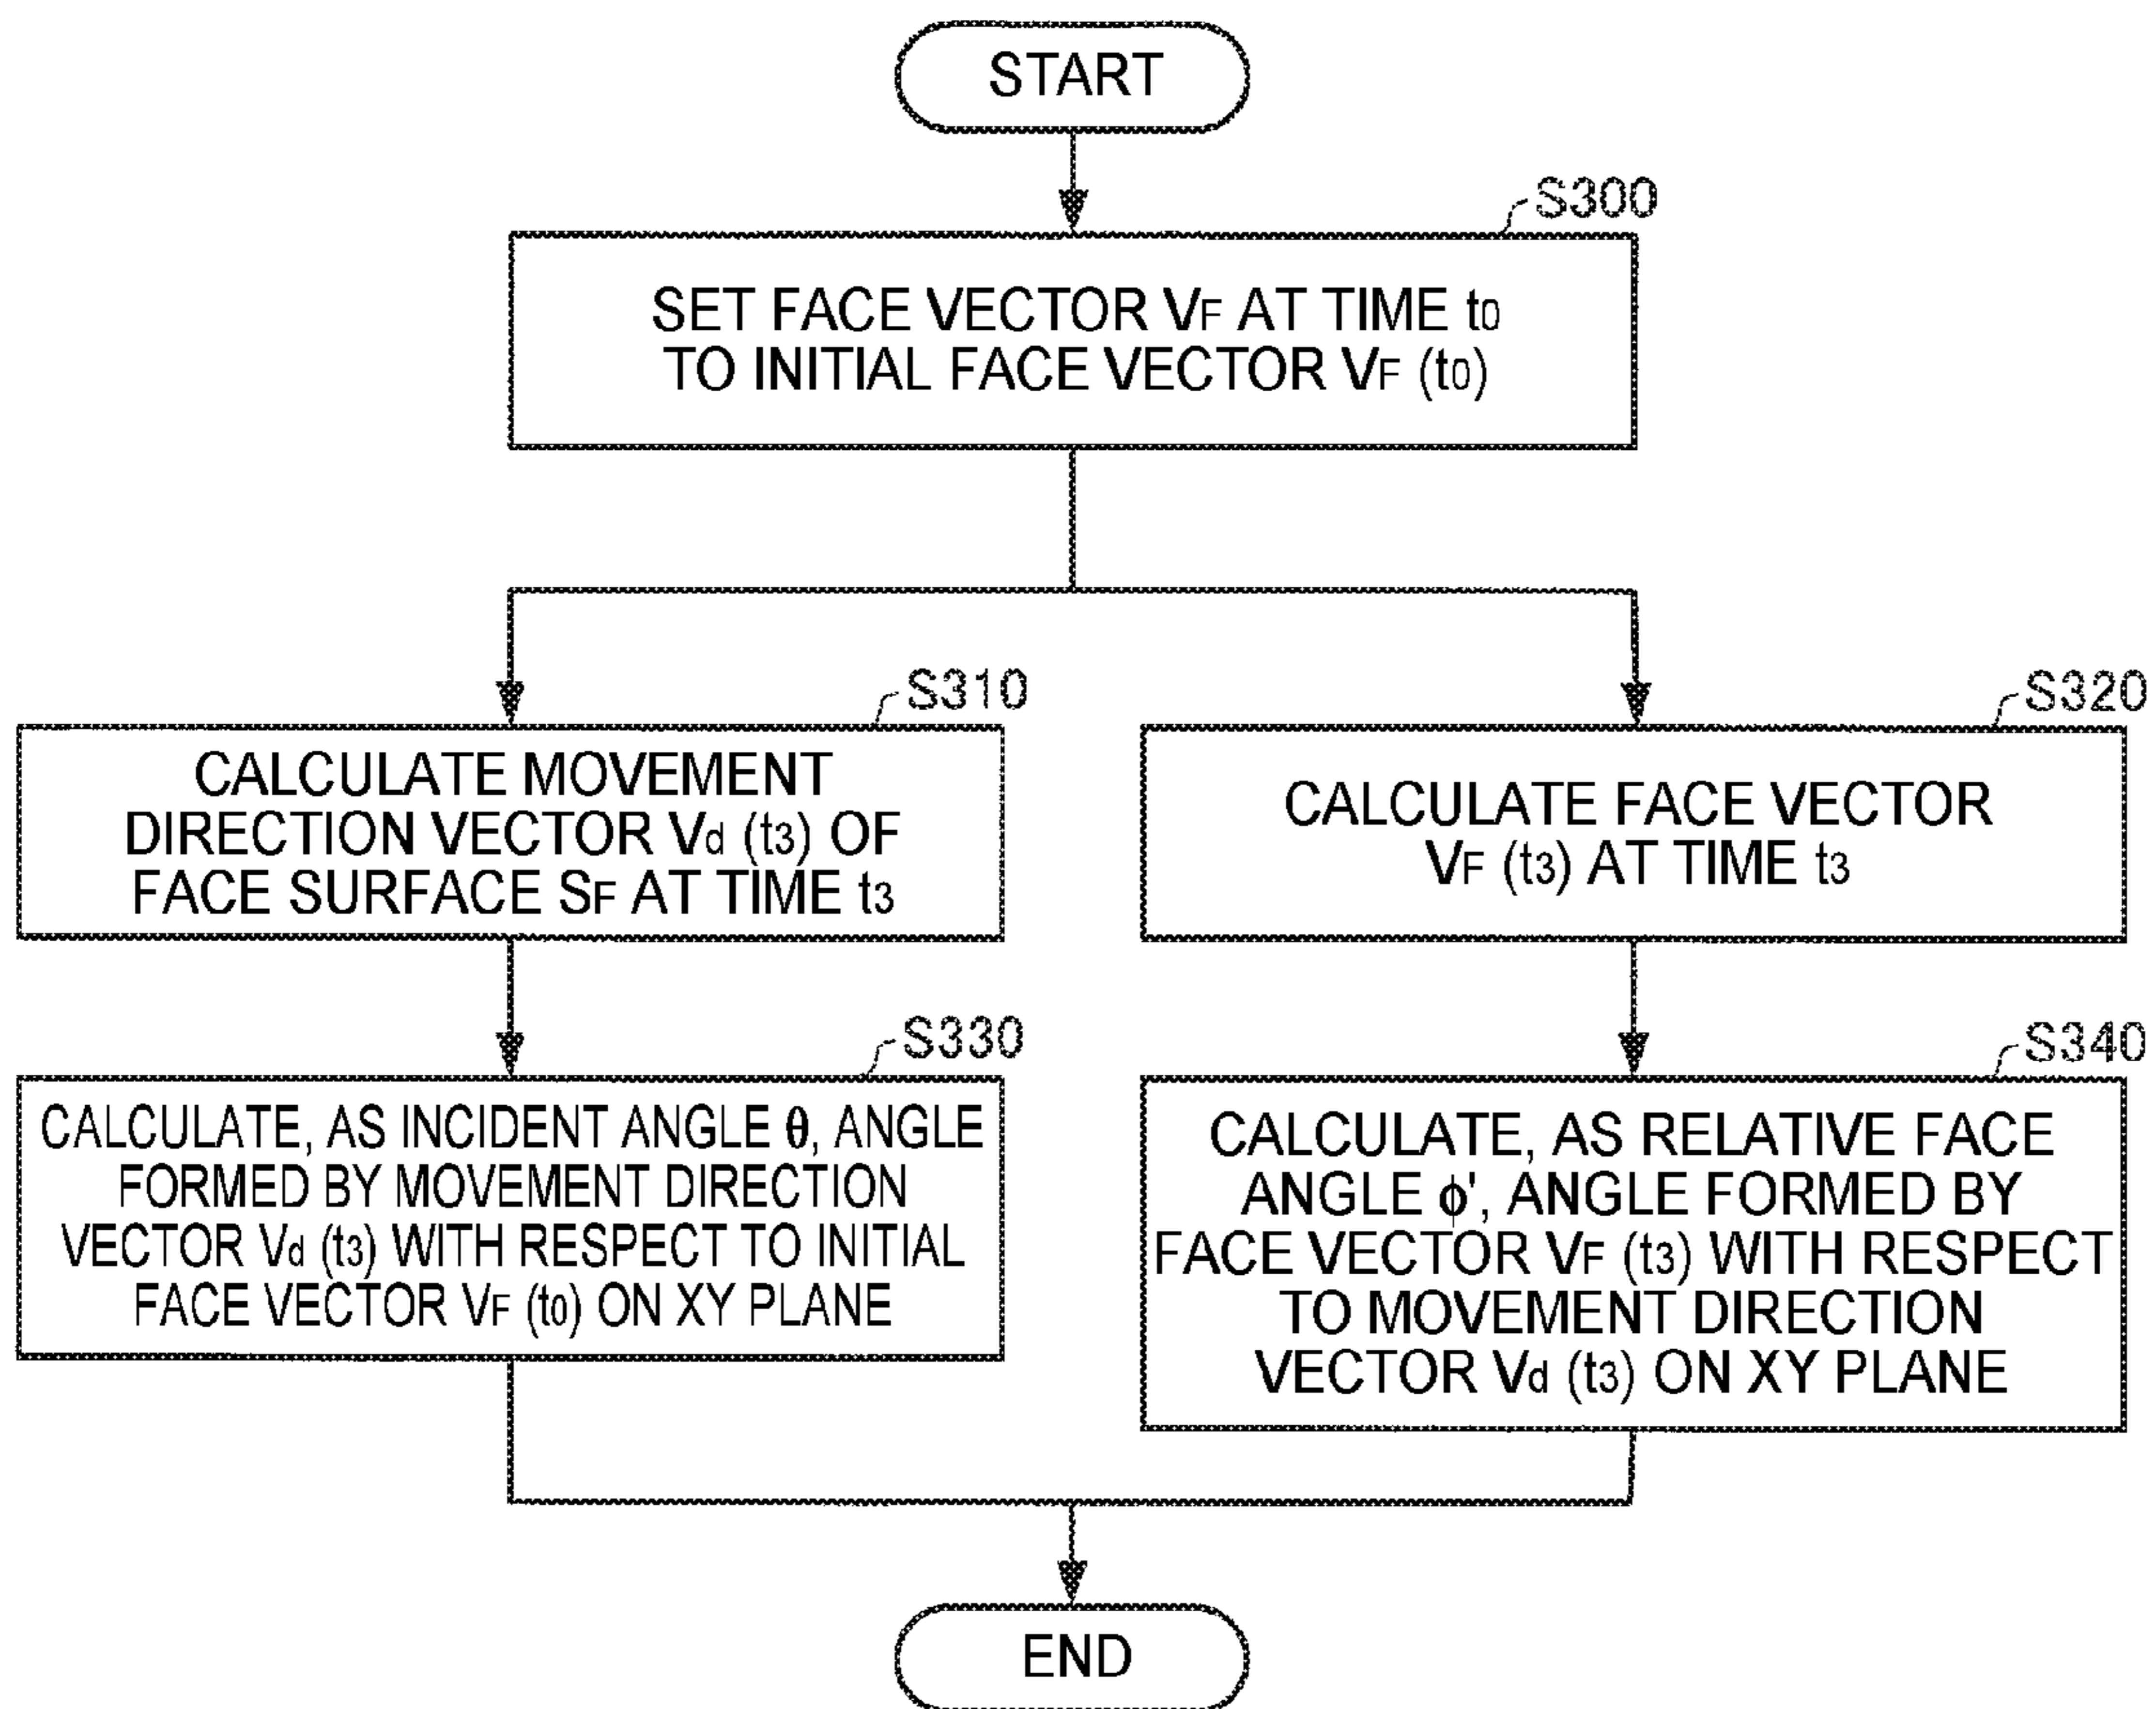 START
S300
SET FACE VECTOR VF AT TIME t0
TO INITIAL FACE VECTOR VF (t0)
S310
CALCULATE MOVEMENT
DIRECTION VECTOR Vd (t3) OF
FACE SURFACE SF AT TIME t3
S320
CALCULATE FACE VECTOR
VF (t3) AT TIME t3
S330
CALCULATE, AS INCIDENT ANGLE θ, ANGLE
FORMED BY MOVEMENT DIRECTION
VECTOR Vd (t3) WITH RESPECT TO INITIAL
FACE VECTOR VF (t0) ON XY PLANE
S340
CALCULATE, AS RELATIVE FACE
ANGLE ϕ', ANGLE FORMED BY
FACE VECTOR VF (t3) WITH RESPECT
TO MOVEMENT DIRECTION
VECTOR Vd (t3) ON XY PLANE
END